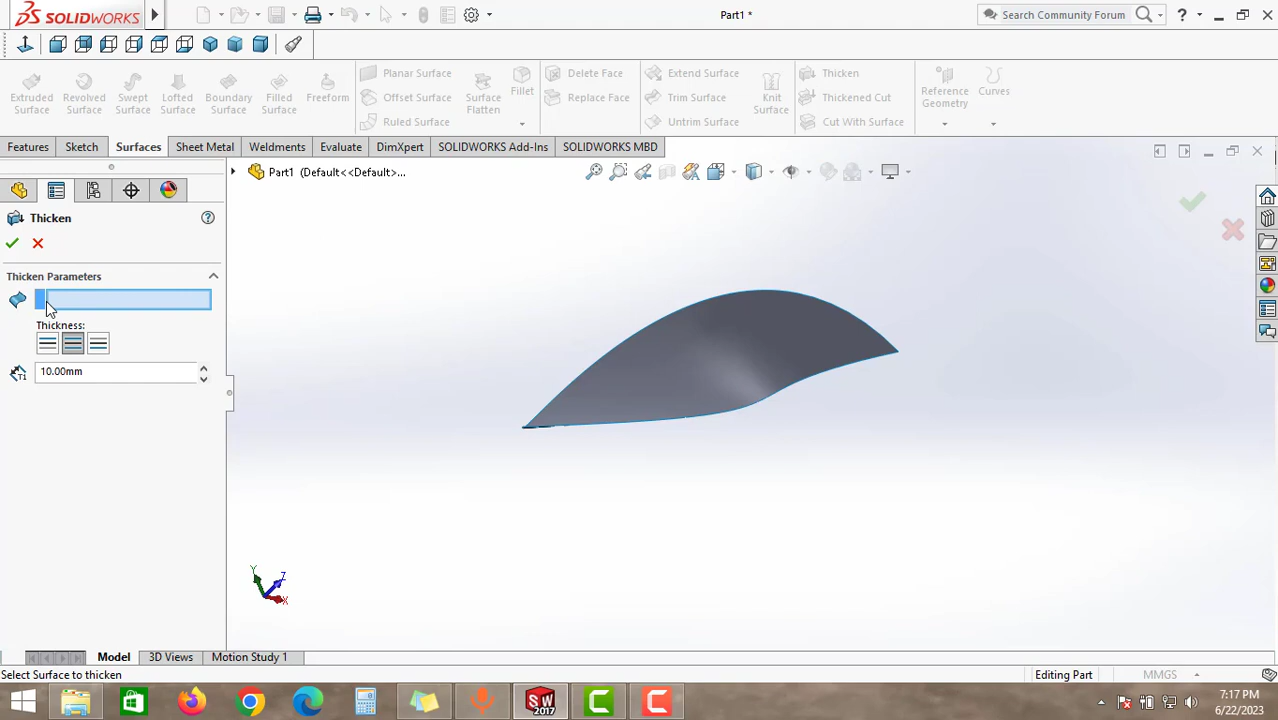 SOLIDWORKS
Part1 *
Search Community Forum
?
Extruded Surface
Revolved Surface
Swept Surface
Lofted Surface
Boundary Surface
Filled Surface
Freeform
Planar Surface
Offset Surface
Ruled Surface
Surface Flatten
Fillet
Delete Face
Replace Face
Extend Surface
Trim Surface
Untrim Surface
Knit Surface
Thicken
Thickened Cut
Cut With Surface
Reference Geometry
Curves
Features
Sketch
Surfaces
Sheet Metal
Weldments
Evaluate
DimXpert
SOLIDWORKS Add-Ins
SOLIDWORKS MBD
Part1 (Default<<Default>...
Thicken
?
Thicken Parameters
Thickness:
T1
10.00mm
Y
Z
X
Model
3D Views
Motion Study 1
Select Surface to thicken
Editing Part
MMGS
SW
2017
7:17 PM
6/22/2023